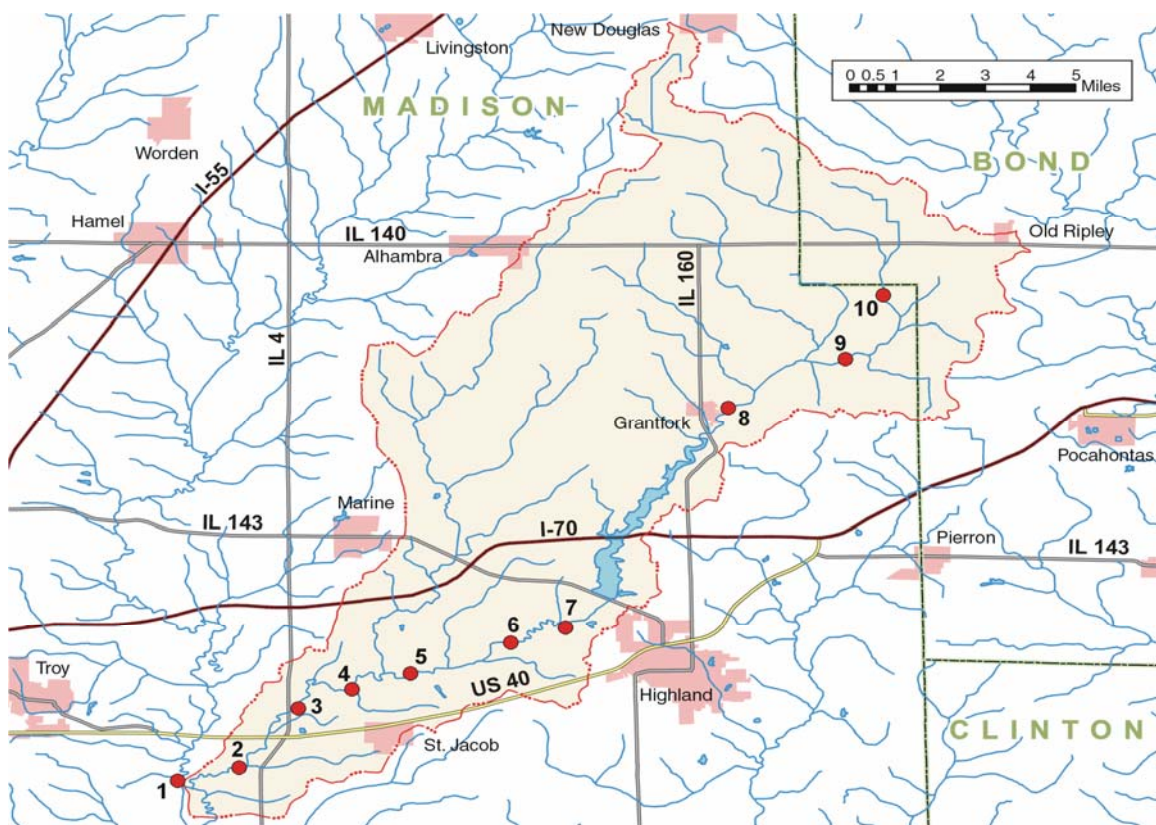 New Douglas
Livingston
0 0.5 1 2 3 4 5
Miles
MADISON
Worden
BOND
I-55
Hamel
IL 140
Old Ripley
Alhambra
IL 160
10
IL 4
9
Grantfork
8
Pocahontas
Marine
IL 143
I-70
Pierron
IL 143
7
6
5
Troy
4
US 40
Highland
3
CLINTON
St. Jacob
2
1